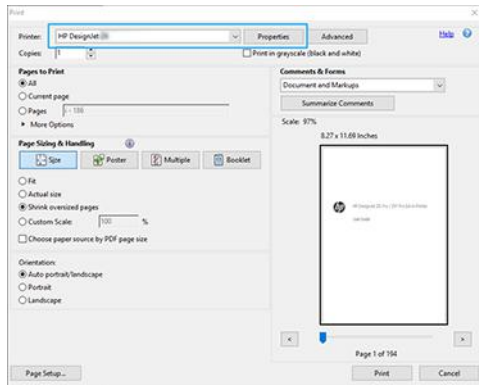 Print
Printer: HP DesignJet Properties Advanced Help
Copies: 1 Print in greyscale (black and white)
Pages to Print
All
Current page
Pages 1 - 186
More Options
Page Sizing & Handling
Size Poster Multiple Booklet
Fit
Actual size
Shrink oversized pages
Custom Scale: 100 %
Choose paper source by PDF page size
Orientation:
Auto portrait/landscape
Portrait
Landscape
Comments & Forms
Document and Markups
Summarize Comments
Scale: 97%
8.27 x 11.69 Inches
hp
Page 1 of 194
Page Setup... Print Cancel